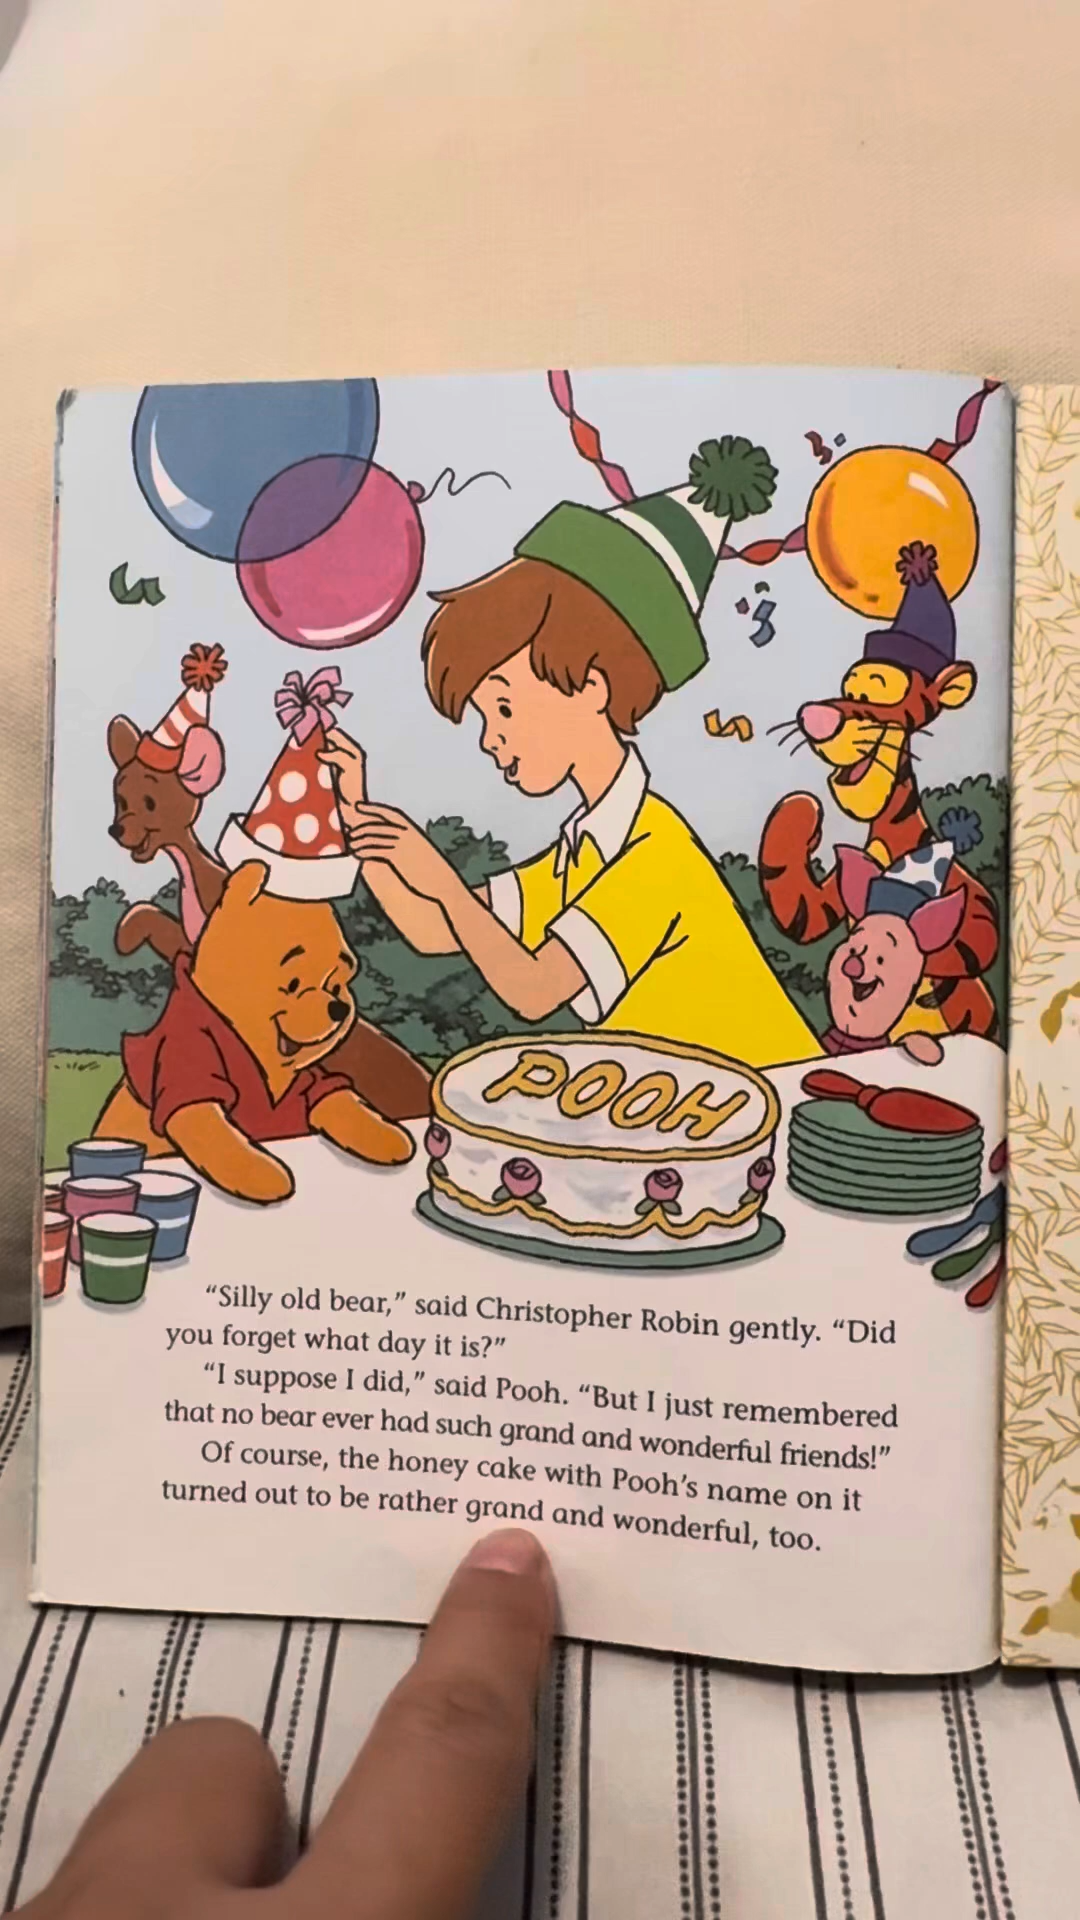 POOH
“Silly old bear,” said Christopher Robin gently. “Did
you forget what day it is?”
“I suppose I did,” said Pooh. “But I just remembered
that no bear ever had such grand and wonderful friends!”
Of course, the honey cake with Pooh’s name on it
turned out to be rather grand and wonderful, too.